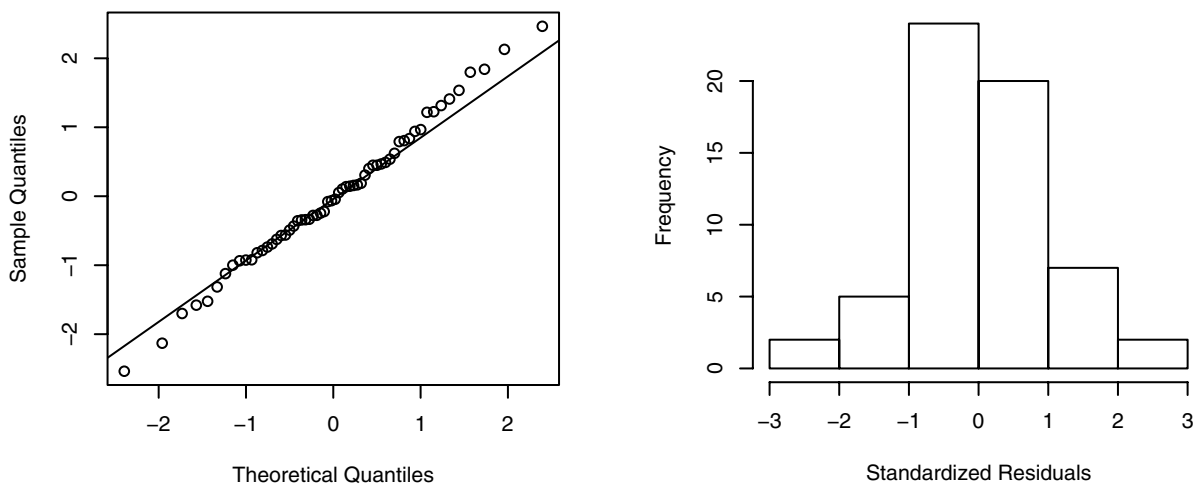 Sample Quantiles
2
1
0
−1
−2
−2 −1 0 1 2
Theoretical Quantiles
Frequency
20
15
10
5
0
−3 −2 −1 0 1 2 3
Standardized Residuals